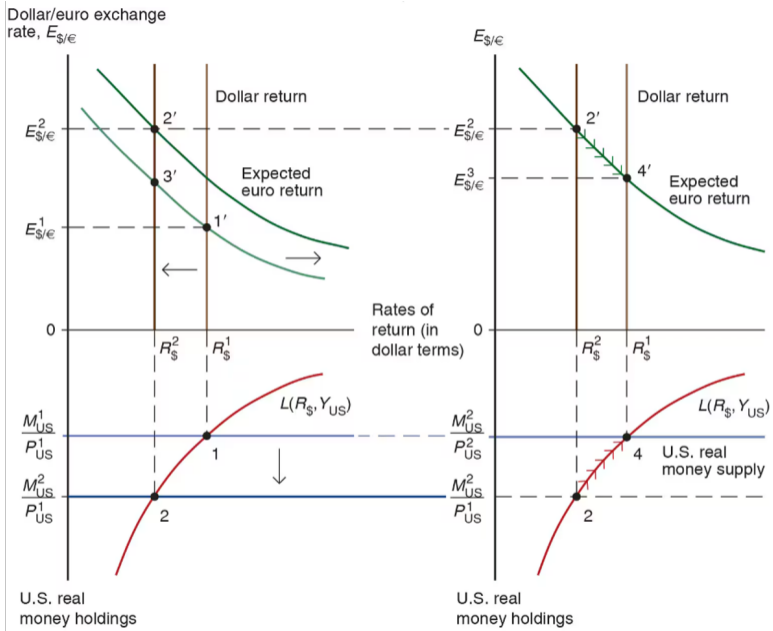 Dollar/euro exchange
rate, E$/€
E$/€
Dollar return
2′
E²$/€
3′
Expected
euro return
1′
E¹$/€
0
R²$
R¹$
Rates of
return (in
dollar terms)
L(R$, YUS)
M¹US
P¹US
1
M²US
P¹US
2
U.S. real
money holdings
Dollar return
2′
E²$/€
4′
E³$/€
Expected
euro return
0
R²$
R¹$
L(R$, YUS)
M²US
P²US
4
U.S. real
money supply
M²US
P¹US
2
U.S. real
money holdings